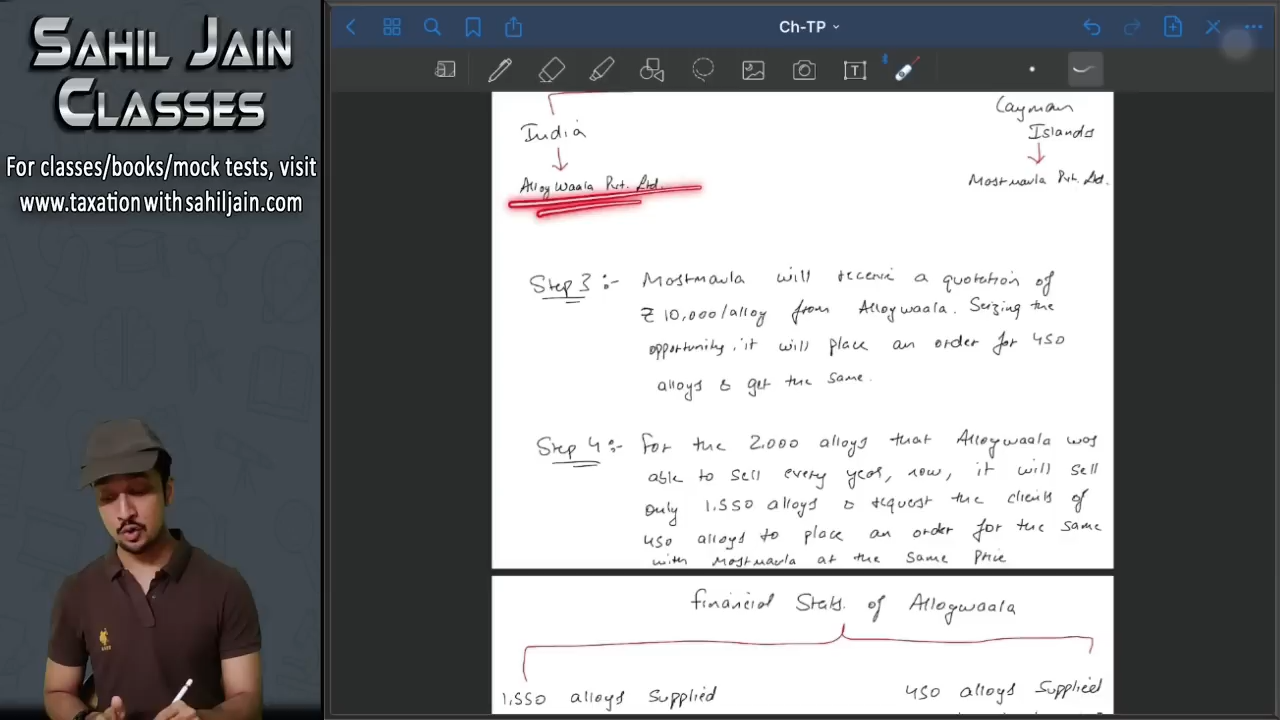 SAHIL JAIN
CLASSES
For classes/books/mock tests, visit
www.taxationwithsahiljain.com
Ch-TP
India
Cayman
Islands
Alloywaala Pvt. Ltd.
Mostmavla Pvt. Ltd.
Step 3 :- Mostmavla will receive a quotation of
₹ 10,000/alloy from Alloywaala. Seizing the
opportunity, it will place an order for 450
alloys & get the same.
Step 4 :- For the 2,000 alloys that Alloywaala was
able to sell every year, now, it will sell
only 1,550 alloys & request the clients of
450 alloys to place an order for the same
with Mostmavla at the same price
Financial Stats. of Alloywaala
1,550 alloys supplied
450 alloys supplied